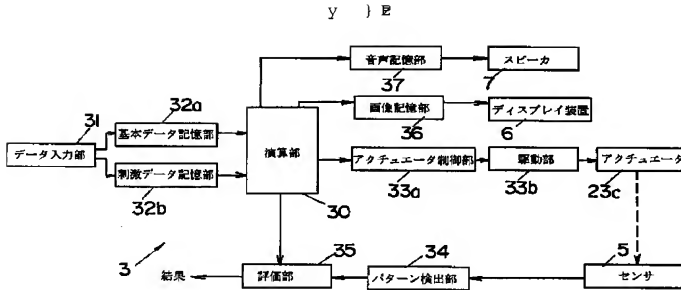 音声記憶部
スピーカ
37
7
32a
31
基本データ記憶部
画像記憶部
ディスプレイ装置
36
6
データ入力部
演算部
刺激データ記憶部
アクチュエータ制御部
駆動部
アクチュエータ
32b
30
33a
33b
23c
35
34
5
3
結果
評価部
パターン検出部
センサ